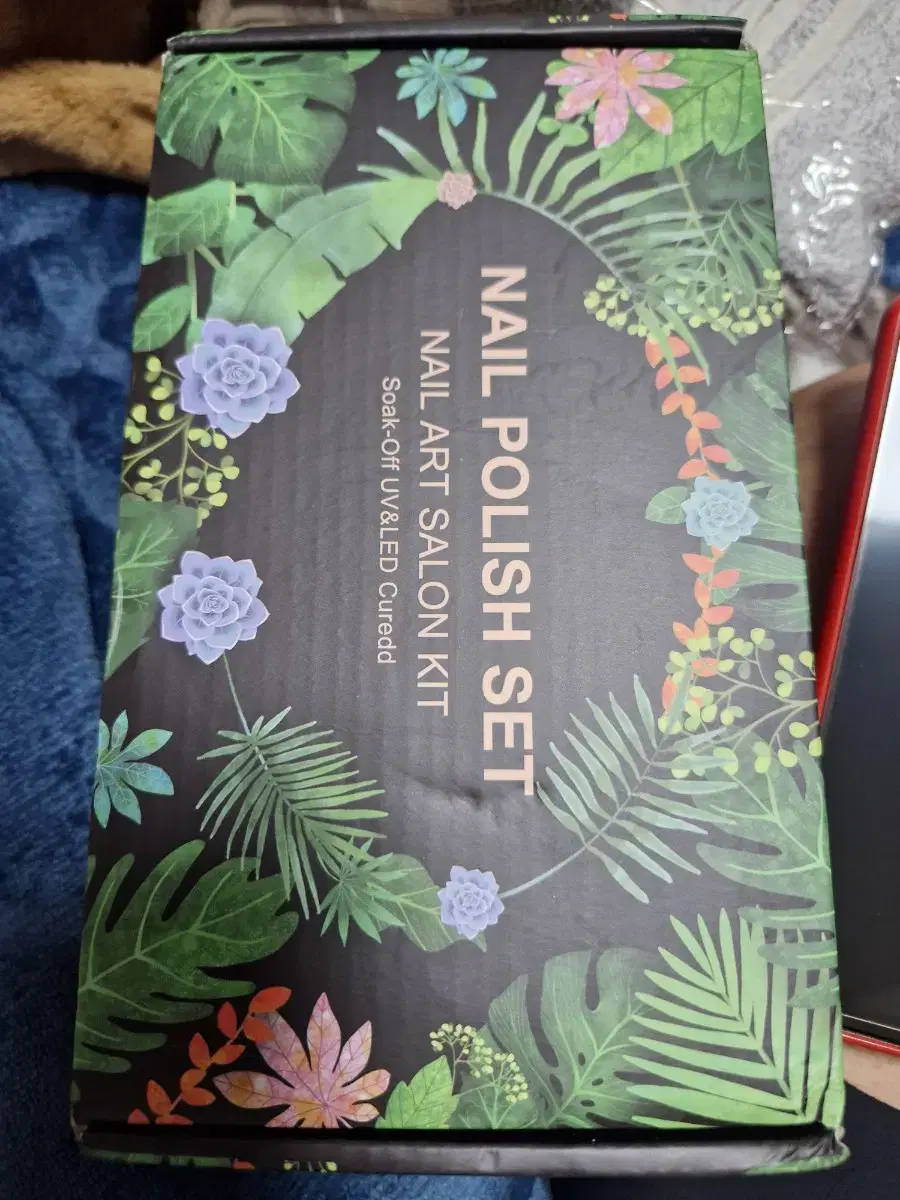 NAIL POLISH SET
NAIL ART SALON KIT
Soak-Off UV&LED Curedd